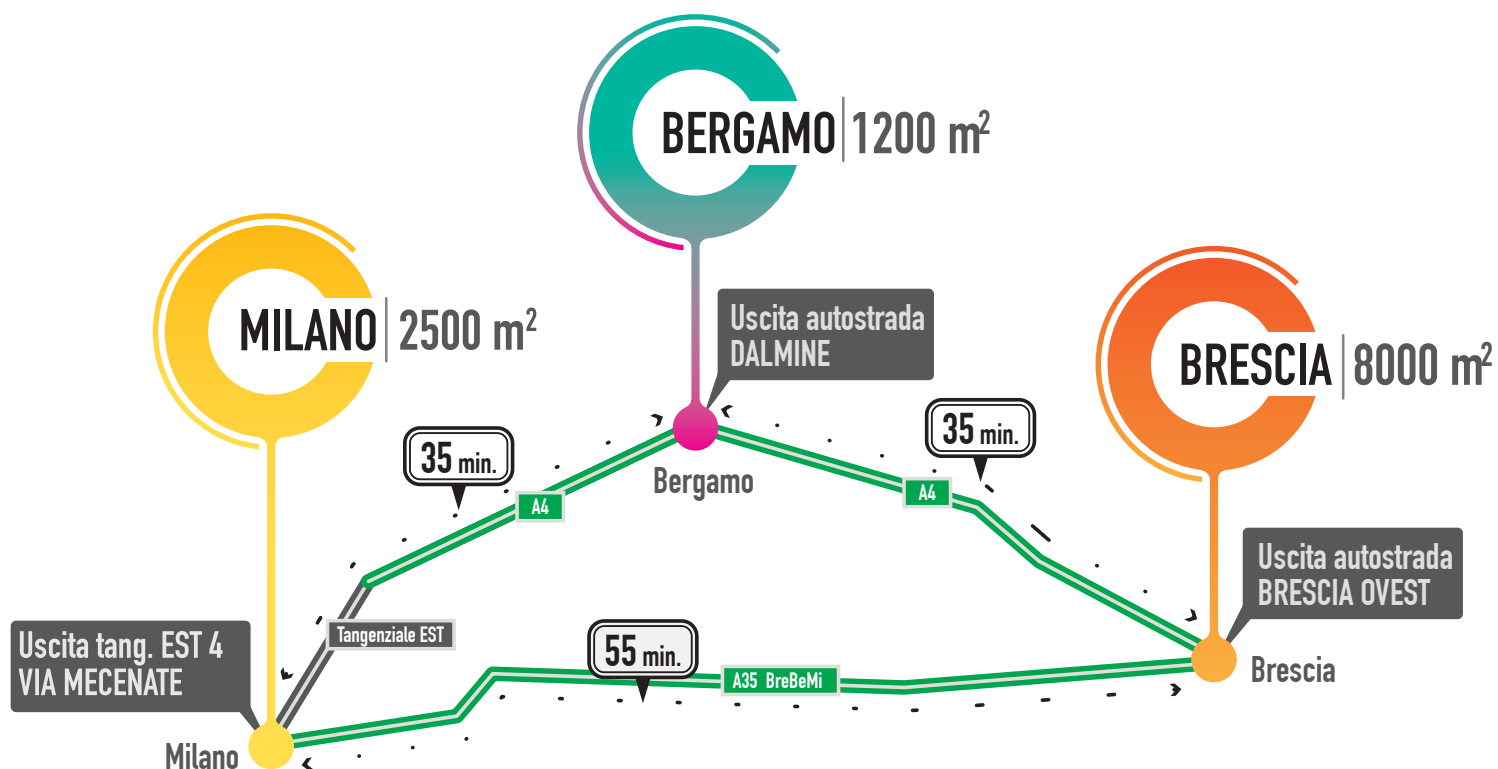 BERGAMO 1200 m²
MILANO 2500 m²
Uscita autostrada
DALMINE
BRESCIA 8000 m²
35 min.
35 min.
Bergamo
A4
A4
Uscita autostrada
BRESCIA OVEST
Uscita tang. EST 4
VIA MECENATE
Tangenziale EST
55 min.
A35 BreBeMi
Brescia
Milano